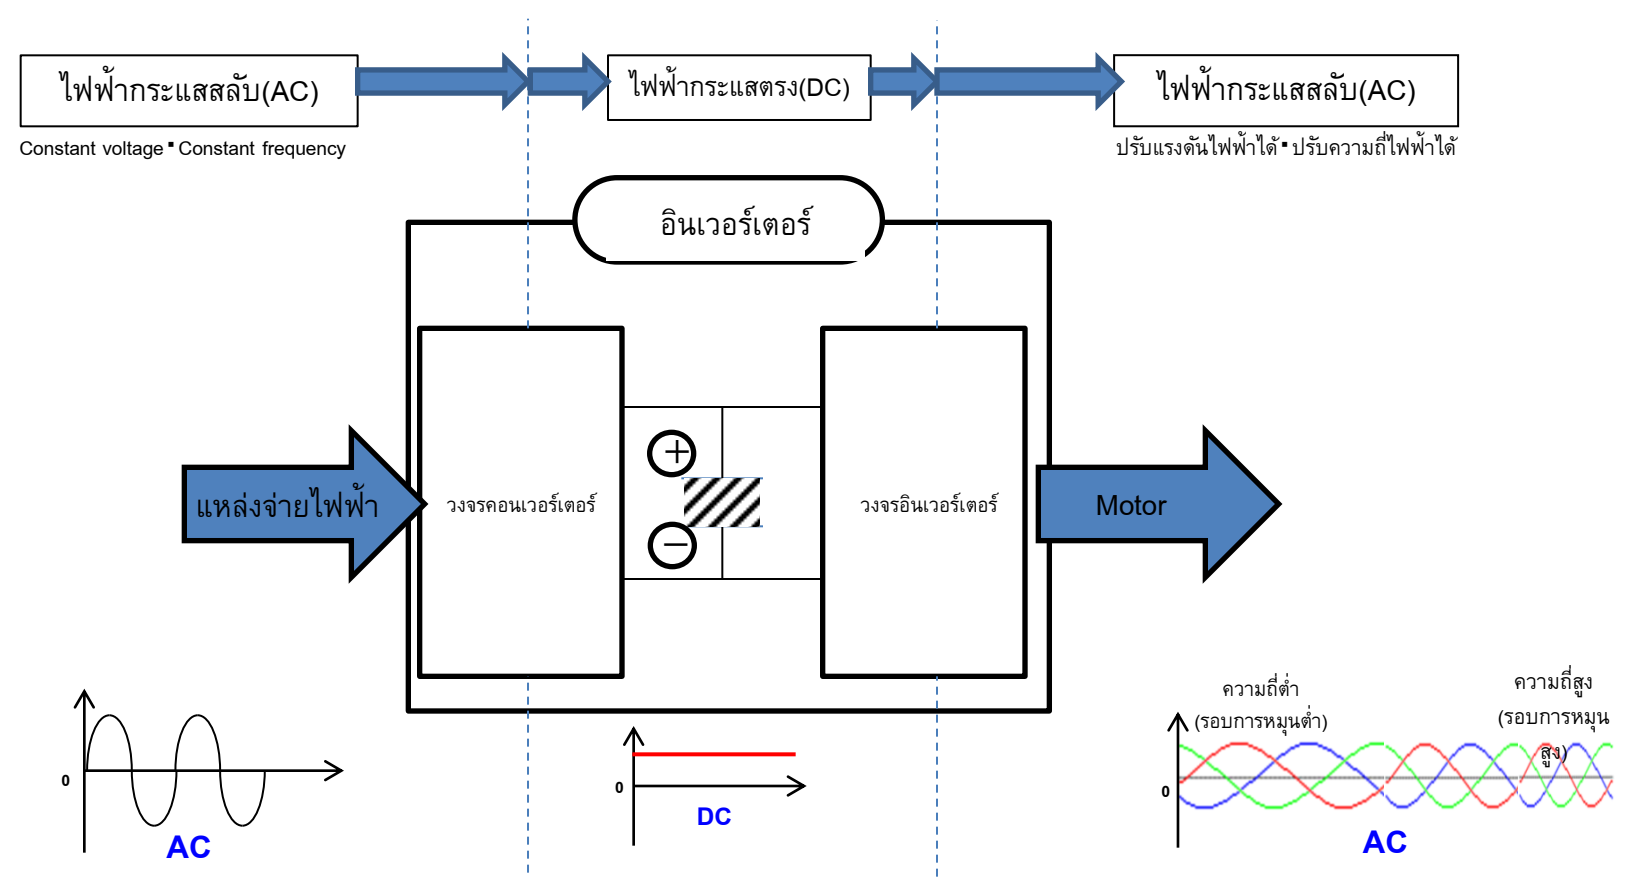 ไฟฟ้ากระแสสลับ(AC)
ไฟฟ้ากระแสตรง(DC)
ไฟฟ้ากระแสสลับ(AC)
Constant voltage▪Constant frequency
ปรับแรงดันไฟฟ้าได้▪ปรับความถี่ไฟฟ้าได้
อินเวอร์เตอร์
แหล่งจ่ายไฟฟ้า
วงจรคอนเวอร์เตอร์
+
−
วงจรอินเวอร์เตอร์
Motor
0
AC
0
DC
ความถี่ต่ำ
(รอบการหมุนต่ำ)
ความถี่สูง
(รอบการหมุน
สูง)
0
AC